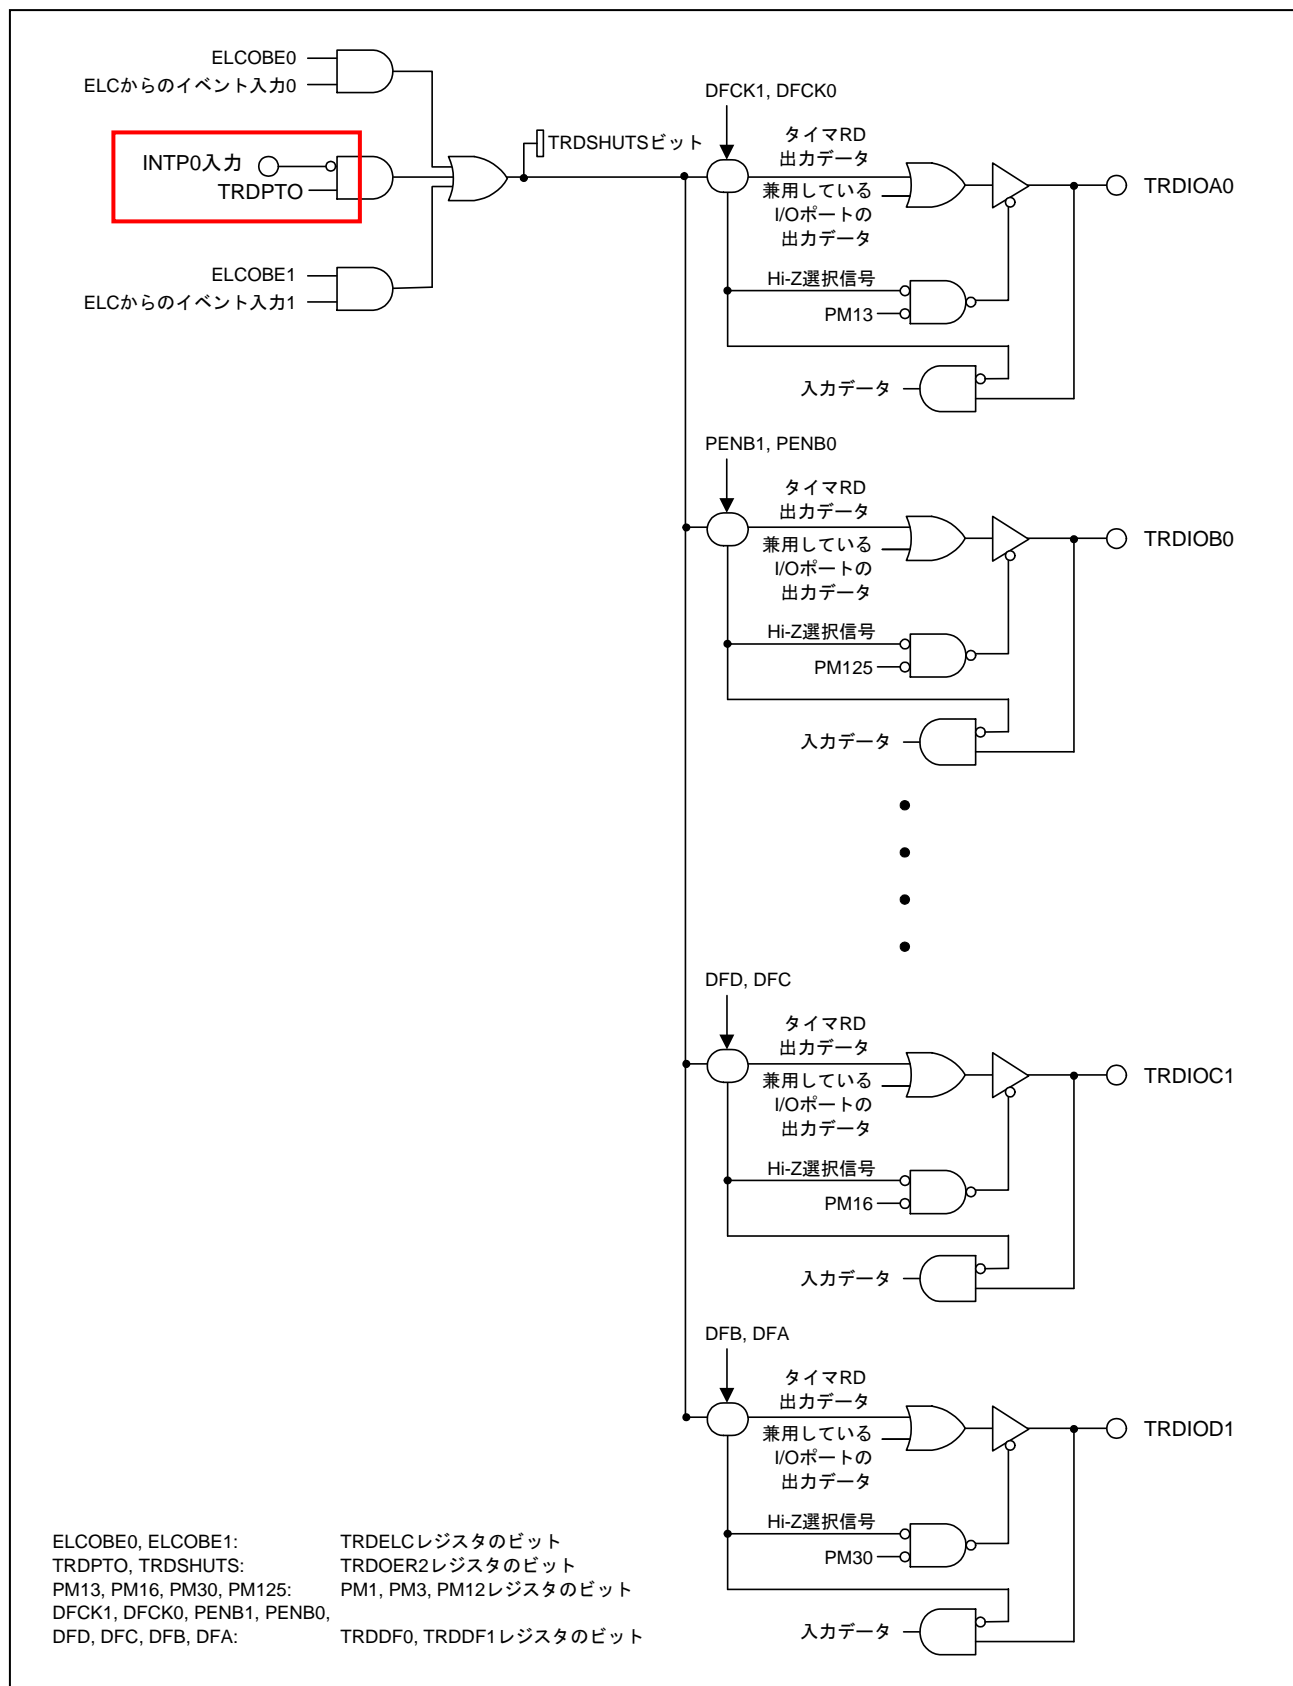 ELCOBE0
ELCからのイベント入力0
INTP0入力
TRDPTO
ELCOBE1
ELCからのイベント入力1
TRDSHUTSビット
DFCK1, DFCK0
タイマRD
出力データ
兼用している
I/Oポートの
出力データ
Hi-Z選択信号
PM13
入力データ
TRDIOA0
PENB1, PENB0
タイマRD
出力データ
兼用している
I/Oポートの
出力データ
Hi-Z選択信号
PM125
入力データ
TRDIOB0
DFD, DFC
タイマRD
出力データ
兼用している
I/Oポートの
出力データ
Hi-Z選択信号
PM16
入力データ
TRDIOC1
DFB, DFA
タイマRD
出力データ
兼用している
I/Oポートの
出力データ
Hi-Z選択信号
PM30
入力データ
TRDIOD1
ELCOBE0, ELCOBE1: TRDELCレジスタのビット
TRDPTO, TRDSHUTS: TRDOER2レジスタのビット
PM13, PM16, PM30, PM125: PM1, PM3, PM12レジスタのビット
DFCK1, DFCK0, PENB1, PENB0,
DFD, DFC, DFB, DFA: TRDDF0, TRDDF1レジスタのビット